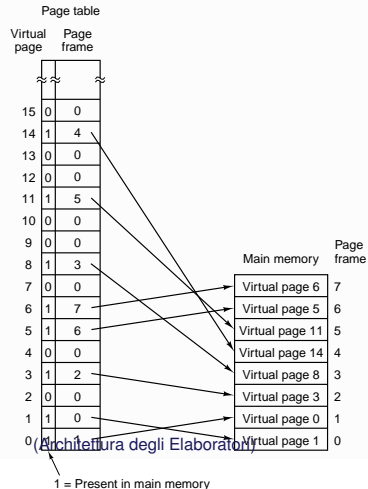 Page table
Virtual page Page frame
15 0 0
14 1 4
13 0 0
12 0 0
11 1 5
10 0 0
9 0 0
8 1 3
7 0 0
6 1 7
5 1 6
4 0 0
3 1 2
2 0 0
1 1 0
0 1 1
Main memory Page frame
Virtual page 6 7
Virtual page 5 6
Virtual page 11 5
Virtual page 14 4
Virtual page 8 3
Virtual page 3 2
Virtual page 0 1
Virtual page 1 0
(Architettura degli Elaboratori)
1 = Present in main memory